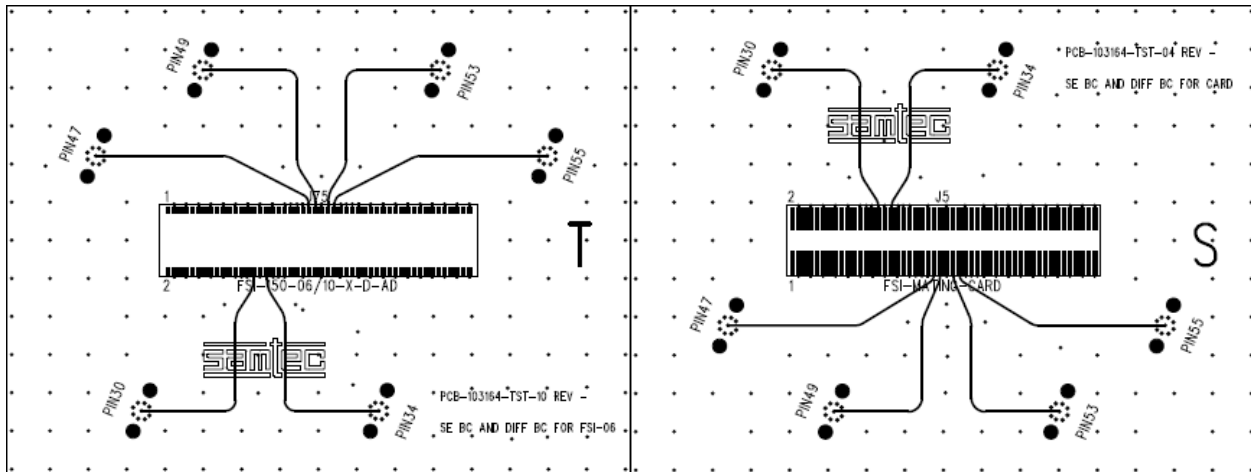 PIN49
PIN53
PIN47
PIN55
1
J75
T
2
FSI-150-06/10-X-D-AD
samtec
PIN30
PIN34
PCB-103164-TST-10 REV -
SE BC AND DIFF BC FOR FSI-06
PIN30
PIN34
PCB-103164-TST-04 REV -
SE BC AND DIFF BC FOR CARD
samtec
2
J5
S
1
FSI-MATING-CARD
PIN47
PIN55
PIN49
PIN53